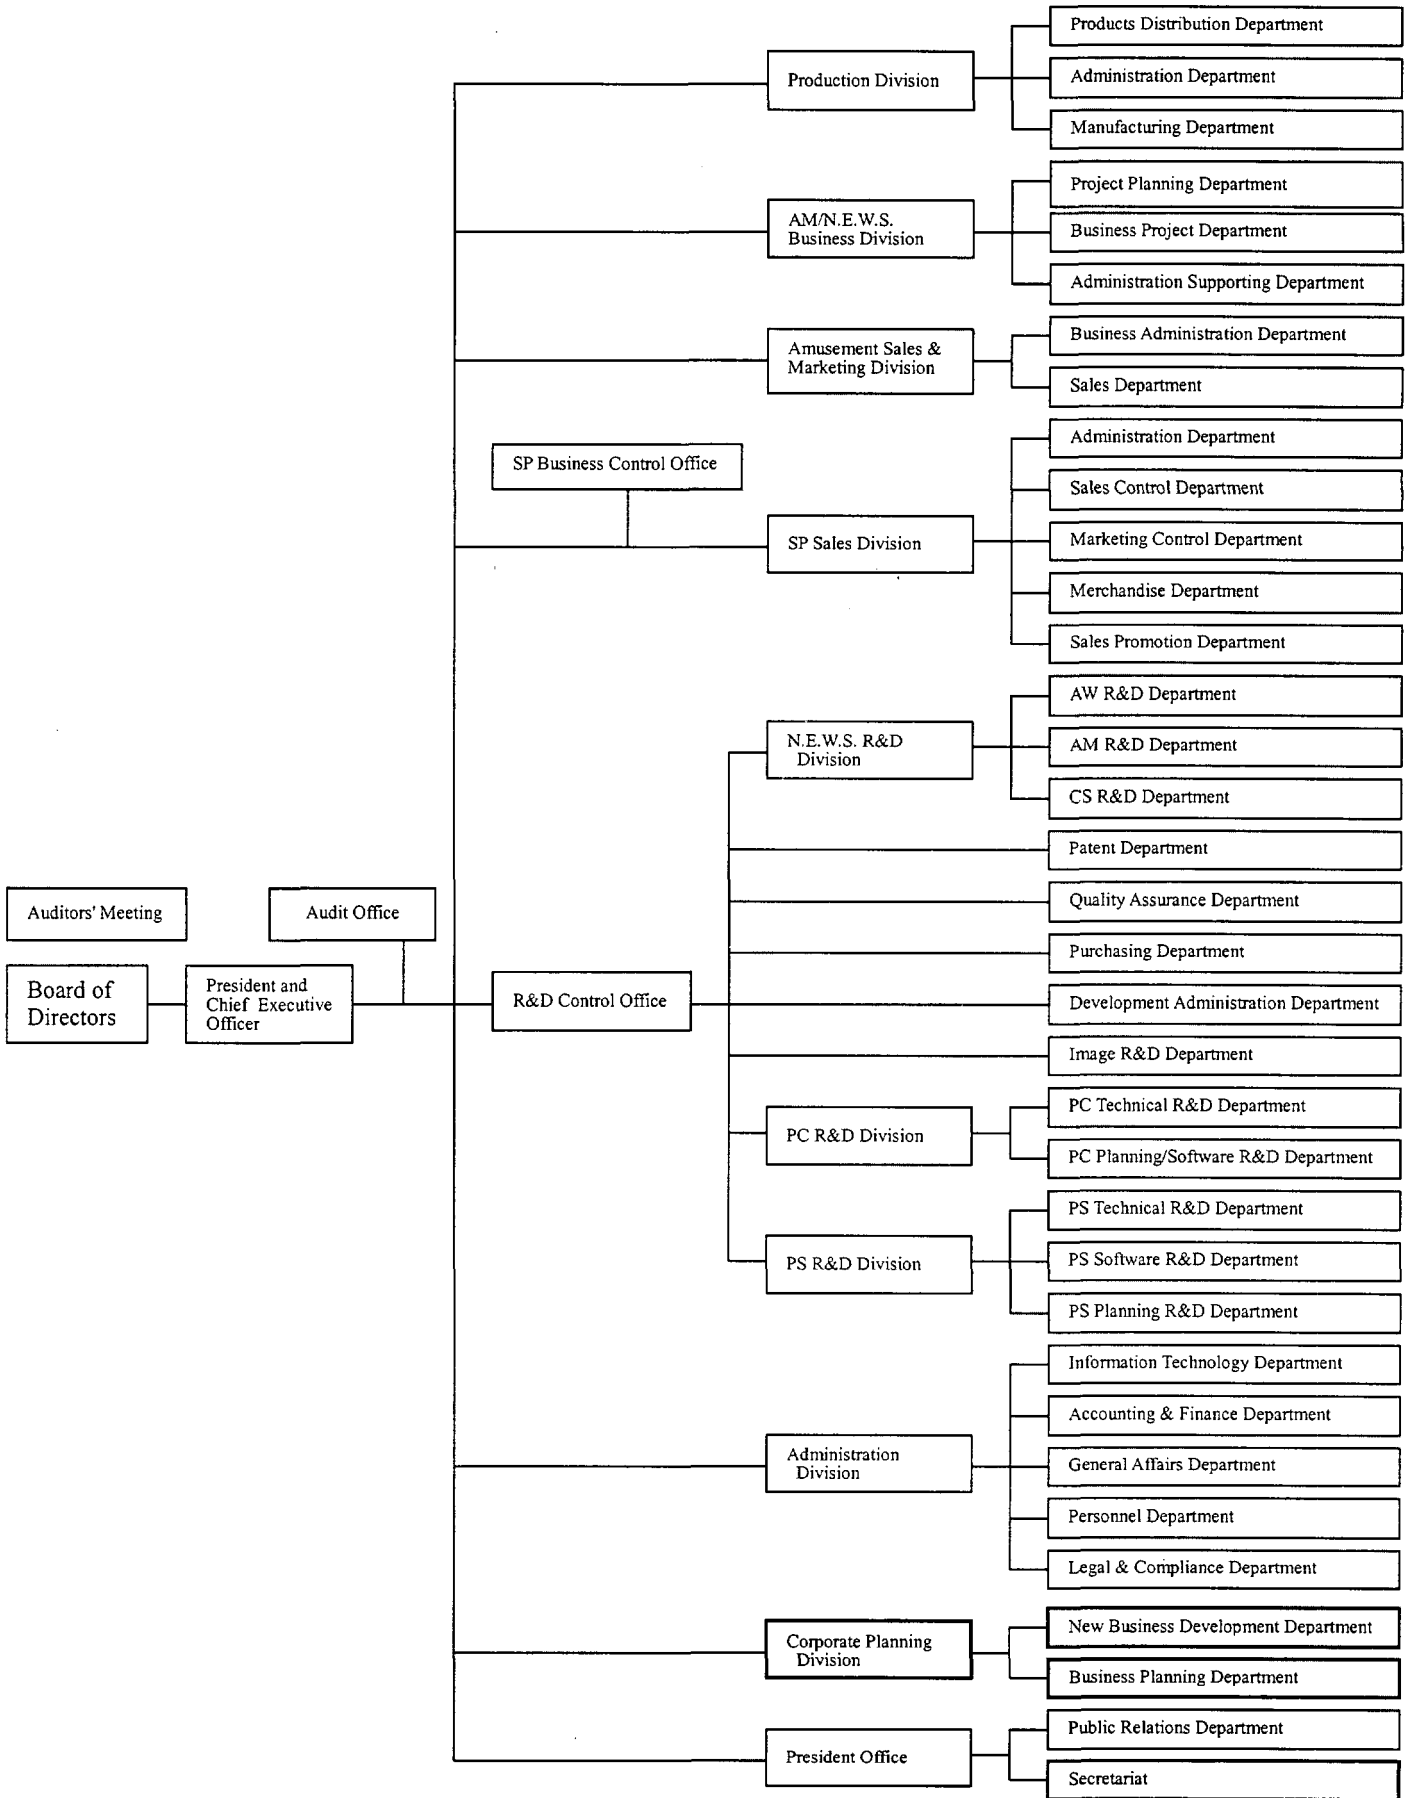 Products Distribution Department
Production Division
Administration Department
Manufacturing Department
Project Planning Department
AM/N.E.W.S.
Business Division
Business Project Department
Administration Supporting Department
Amusement Sales &
Marketing Division
Business Administration Department
Sales Department
Administration Department
SP Business Control Office
Sales Control Department
SP Sales Division
Marketing Control Department
Merchandise Department
Sales Promotion Department
AW R&D Department
N.E.W.S. R&D
Division
AM R&D Department
CS R&D Department
Patent Department
Auditors' Meeting
Audit Office
Quality Assurance Department
Purchasing Department
Board of
Directors
President and
Chief Executive
Officer
R&D Control Office
Development Administration Department
Image R&D Department
PC Technical R&D Department
PC R&D Division
PC Planning/Software R&D Department
PS Technical R&D Department
PS R&D Division
PS Software R&D Department
PS Planning R&D Department
Information Technology Department
Accounting & Finance Department
Administration
Division
General Affairs Department
Personnel Department
Legal & Compliance Department
New Business Development Department
Corporate Planning
Division
Business Planning Department
Public Relations Department
President Office
Secretariat